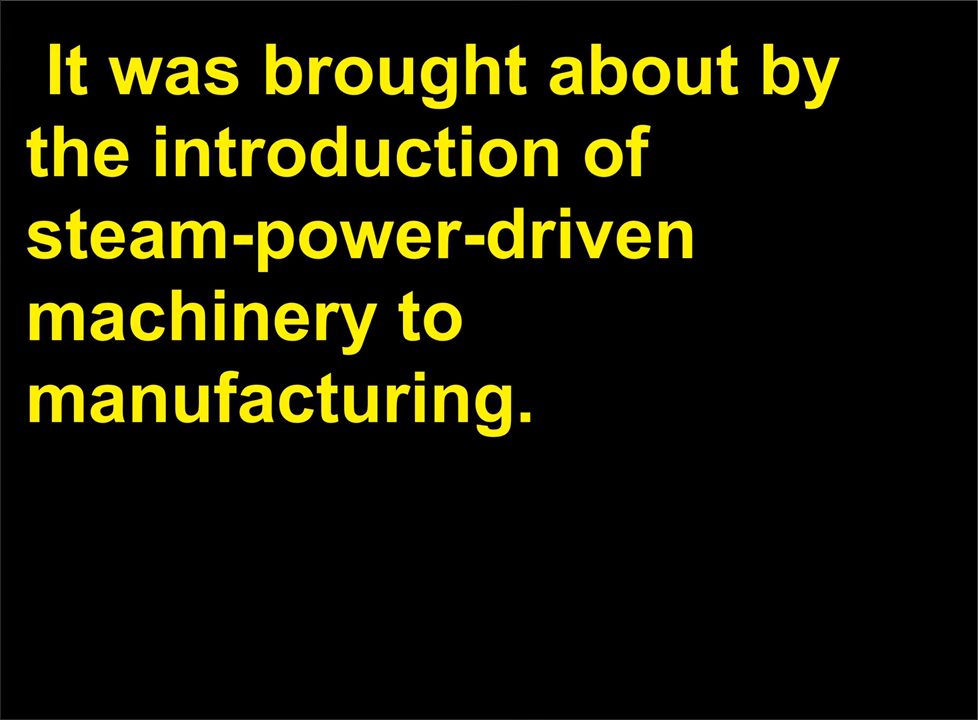 It was brought about by
the introduction of
steam-power-driven
machinery to
manufacturing.